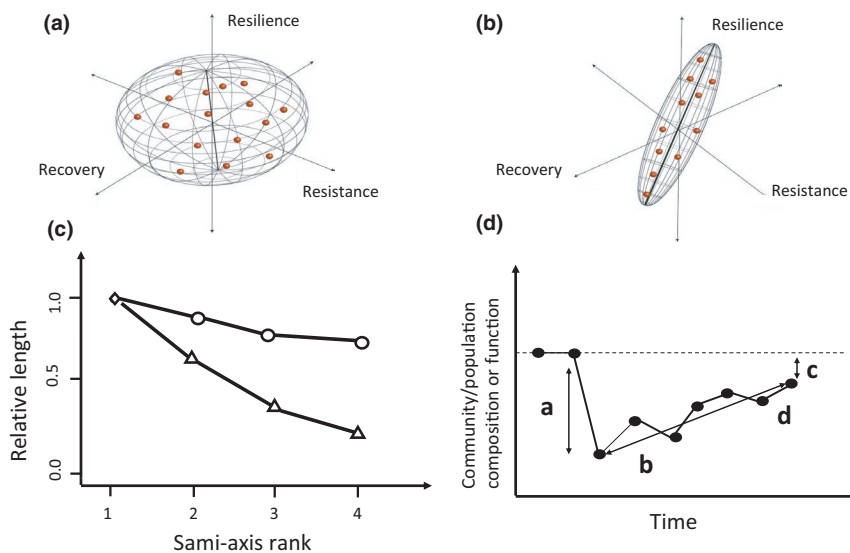 (a)
Resilience
Recovery
Resistance
(b)
Resilience
Recovery
Resistance
(c)
Relative length
1.0
0.5
0.0
1 2 3 4
Sami-axis rank
(d)
Community/population
composition or function
a
b
c
d
Time